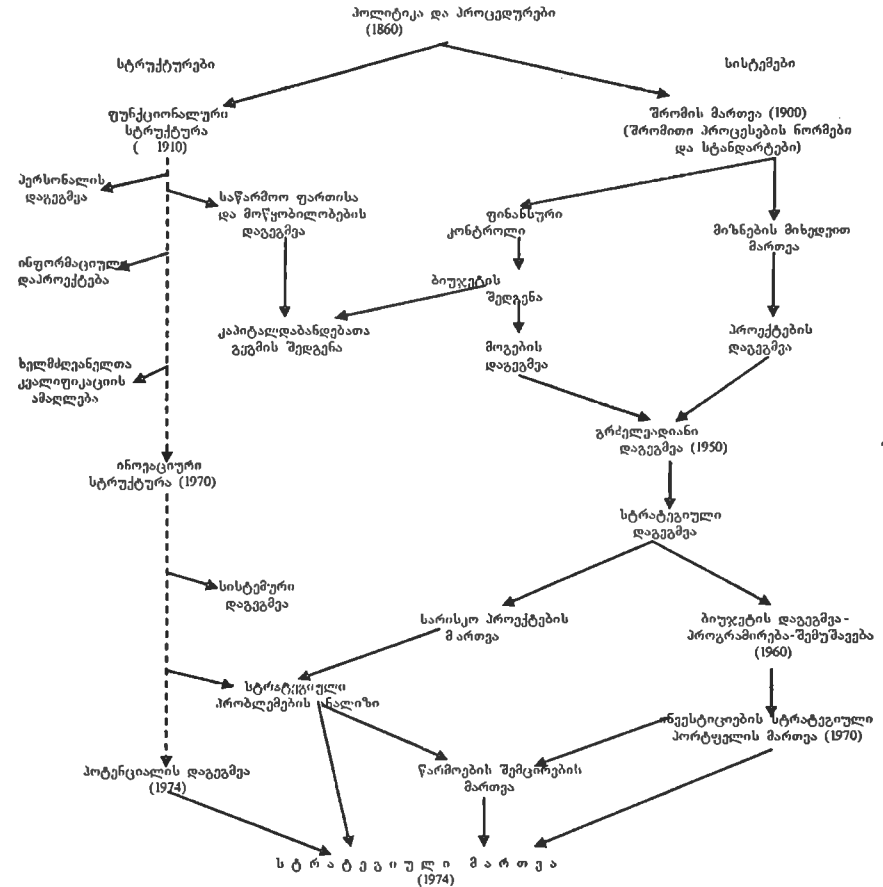 პოლიტიკა და პროცედურები
(1860)
სტრუქტურები
სისტემები
ფუნქციონალური
სტრუქტურა
( 1910)
შრომის მართვა (1900)
(შრომითი პროცესების ნორმები
და სტანდარტები)
პერსონალის
დაგეგმვა
საწარმოო ფართისა
და მოწყობილობების
დაგეგმვა
ფინანსური
კონტროლი
მიზნების მიხედვით
მართვა
ინფორმაციულ
დაპროექტება
ბიუჯეტის
შედგენა
კაპიტალდაბანდებათა
გეგმის შედგენა
მოგების
დაგეგმვა
პროექტების
დაგეგმვა
ხელმძღვანელთა
კვალიფიკაციის
ამაღლება
გრძელვადიანი
დაგეგმვა (1950)
ინოვაციური
სტრუქტურა (1970)
სტრატეგიული
დაგეგმვა
სისტემური
დაგეგმვა
სარისკო პროექტების
მართვა
ბიუჯეტის დაგეგმვა-
პროგრამირება-შემუშავება
(1960)
სტრატეგიული
პრობლემების ანალიზი
ინვესტიციების სტრატეგიული
პორტფელის მართვა (1970)
პოტენციალის დაგეგმვა
(1974)
წარმოების შემცირების
მართვა
ს ტ რ ა ტ ე გ ი უ ლ ი მ ა რ თ ვ ა
(1974)